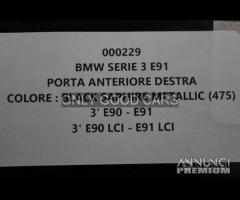 000229
BMW SERIE 3 E91
PORTA ANTERIORE DESTRA
COLORE : BLACK SAPHIRE METALLIC (475)
ONLY GOOD CARS
3' E90 - E91
3' E90 LCI - E91 LCI
ANNUNCI
PREMIUM